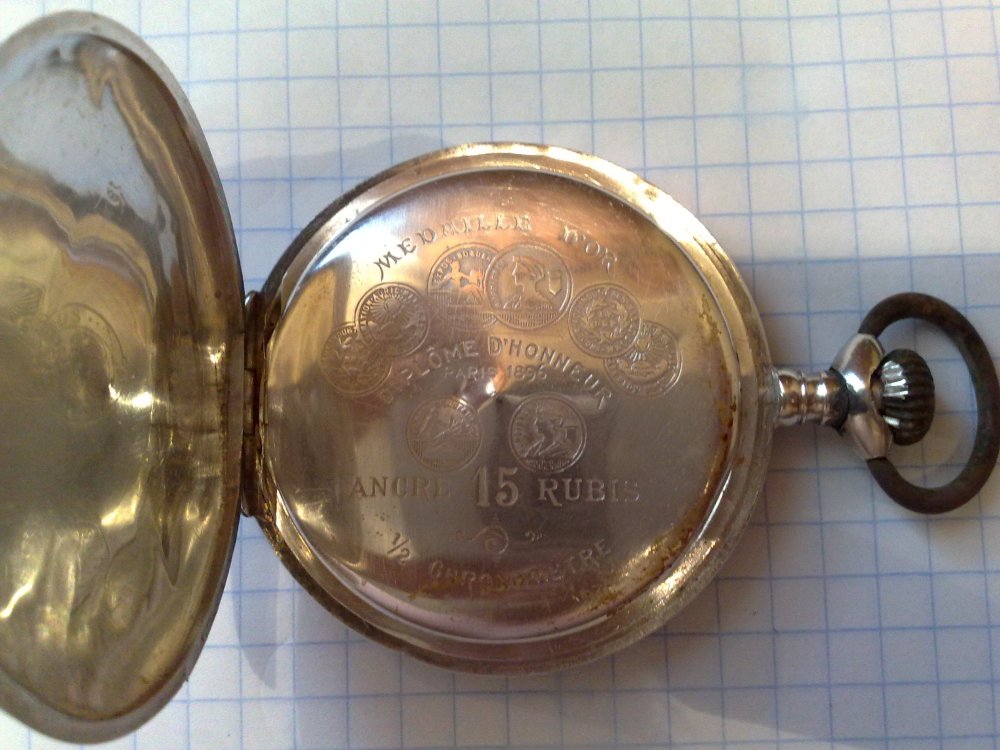 MEDAILLE D'OR
DIPLÔME D'HONNEUR
PARIS 1896
ANCRE 15 RUBIS
1/2 CHRONOMETRE